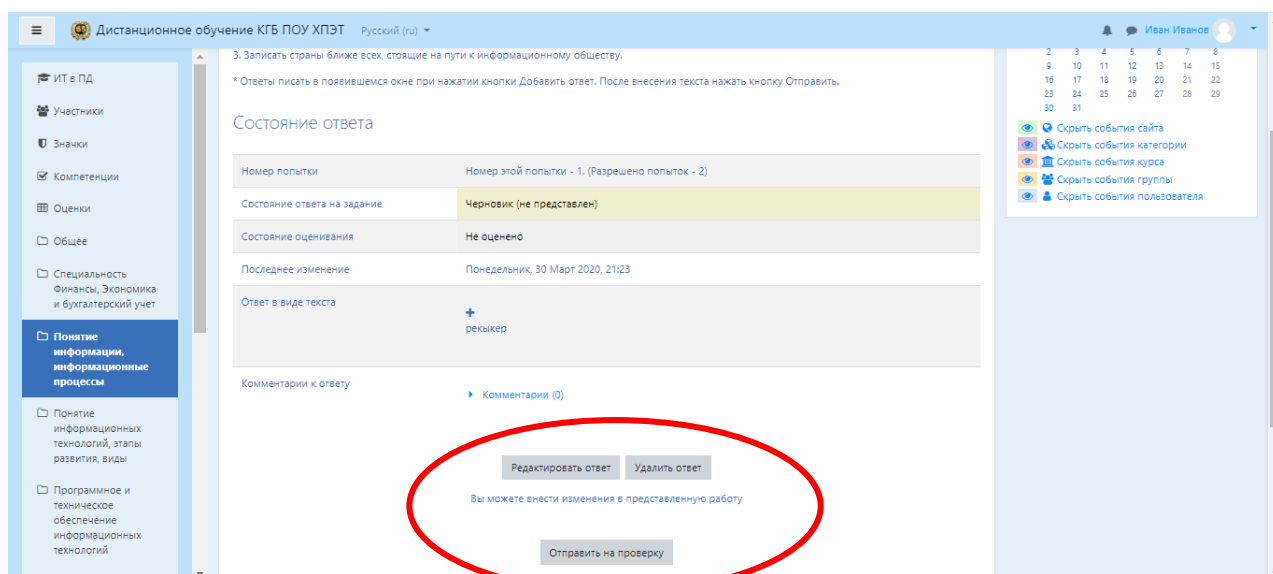 Дистанционное обучение КГБ ПОУ ХПЭТ Русский (ru) Иван Иванов
ИТ в ПД
Участники
Значки
Компетенции
Оценки
Общее
Специальность
Финансы, Экономика
и бухгалтерский учет
Понятие
информации,
информационные
процессы
Понятие
информационных
технологий, этапы
развития, виды
Программное и
техническое
обеспечение
информационных
технологий
3. Записать страны ближе всех, стоящие на пути к информационному обществу.
* Ответы писать в появившемся окне при нажатии кнопки Добавить ответ. После внесения текста нажать кнопку Отправить.
Состояние ответа
Номер попытки Номер этой попытки - 1. (Разрешено попыток - 2)
Состояние ответа на задание Черновик (не представлен)
Состояние оценивания Не оценено
Последнее изменение Понедельник, 30 Март 2020, 21:23
Ответ в виде текста
рекыкер
Комментарии к ответу
Комментарии (0)
Редактировать ответ Удалить ответ
Вы можете внести изменения в представленную работу
Отправить на проверку
2 3 4 5 6 7 8
9 10 11 12 13 14 15
16 17 18 19 20 21 22
23 24 25 26 27 28 29
30 31
Скрыть события сайта
Скрыть события категории
Скрыть события курса
Скрыть события группы
Скрыть события пользователя